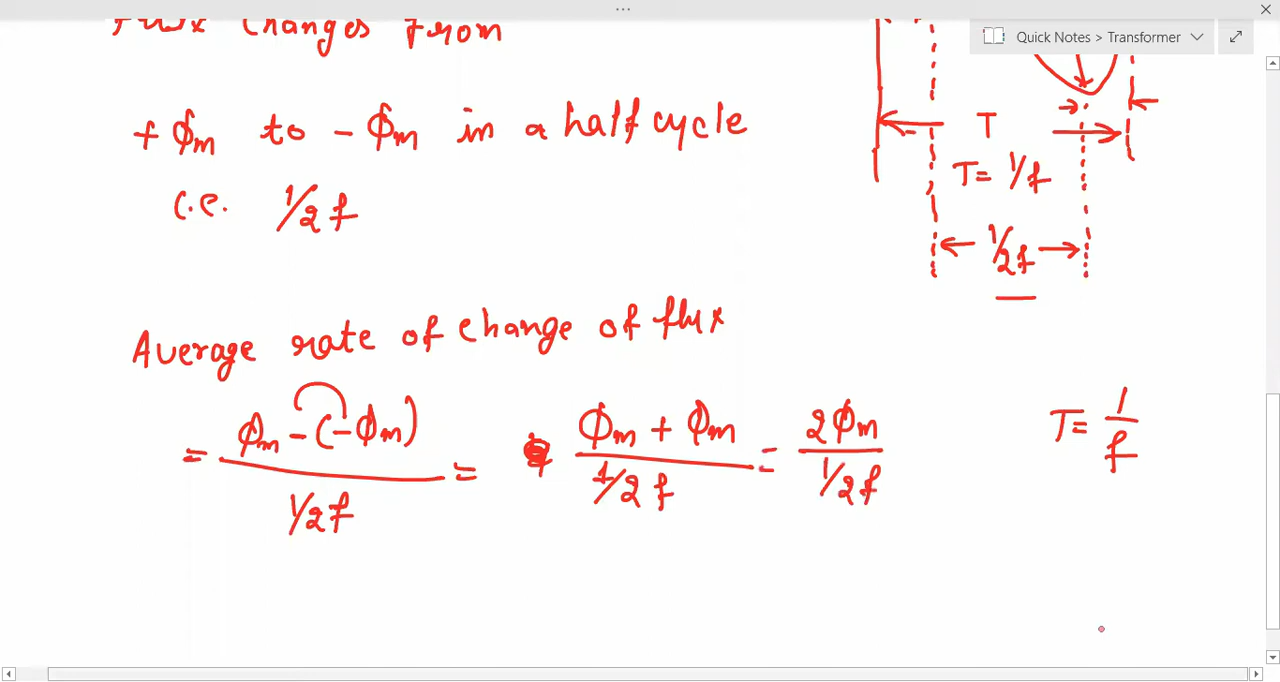 Quick Notes > Transformer
Flux changes from
+ Φm to - Φm in a half cycle
i.e. 1/2f
T
T = 1/f
1/2f
Average rate of change of flux
= Φm - (-Φm) / 1/2f = Φm + Φm / 1/2f = 2Φm / 1/2f
T = 1/f